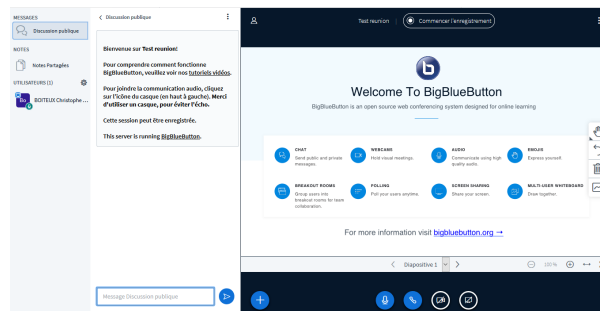 MESSAGES
Discussion publique
NOTES
Notes Partagées
UTILISATEURS (1)
Bo
BOITEUX Christophe ...
Discussion publique
Bienvenue sur Test reunion!
Pour comprendre comment fonctionne
BigBlueButton, veuillez voir nos tutoriels vidéos.
Pour joindre la communication audio, cliquez
sur l'icône du casque (en haut à gauche). Merci
d'utiliser un casque, pour éviter l'écho.
Cette session peut être enregistrée.
This server is running BigBlueButton.
Message Discussion publique
Test reunion
Commencer l'enregistrement
b
Welcome To BigBlueButton
BigBlueButton is an open source web conferencing system designed for online learning
CHAT
Send public and private
messages.
WEBCAMS
Hold visual meetings.
AUDIO
Communicate using high
quality audio.
EMOJIS
Express yourself.
BREAKOUT ROOMS
Group users into
breakout rooms for team
collaboration.
POLLING
Poll your users anytime.
SCREEN SHARING
Share your screen.
MULTI-USER WHITEBOARD
Draw together.
For more information visit bigbluebutton.org →
Diapositive 1
100%